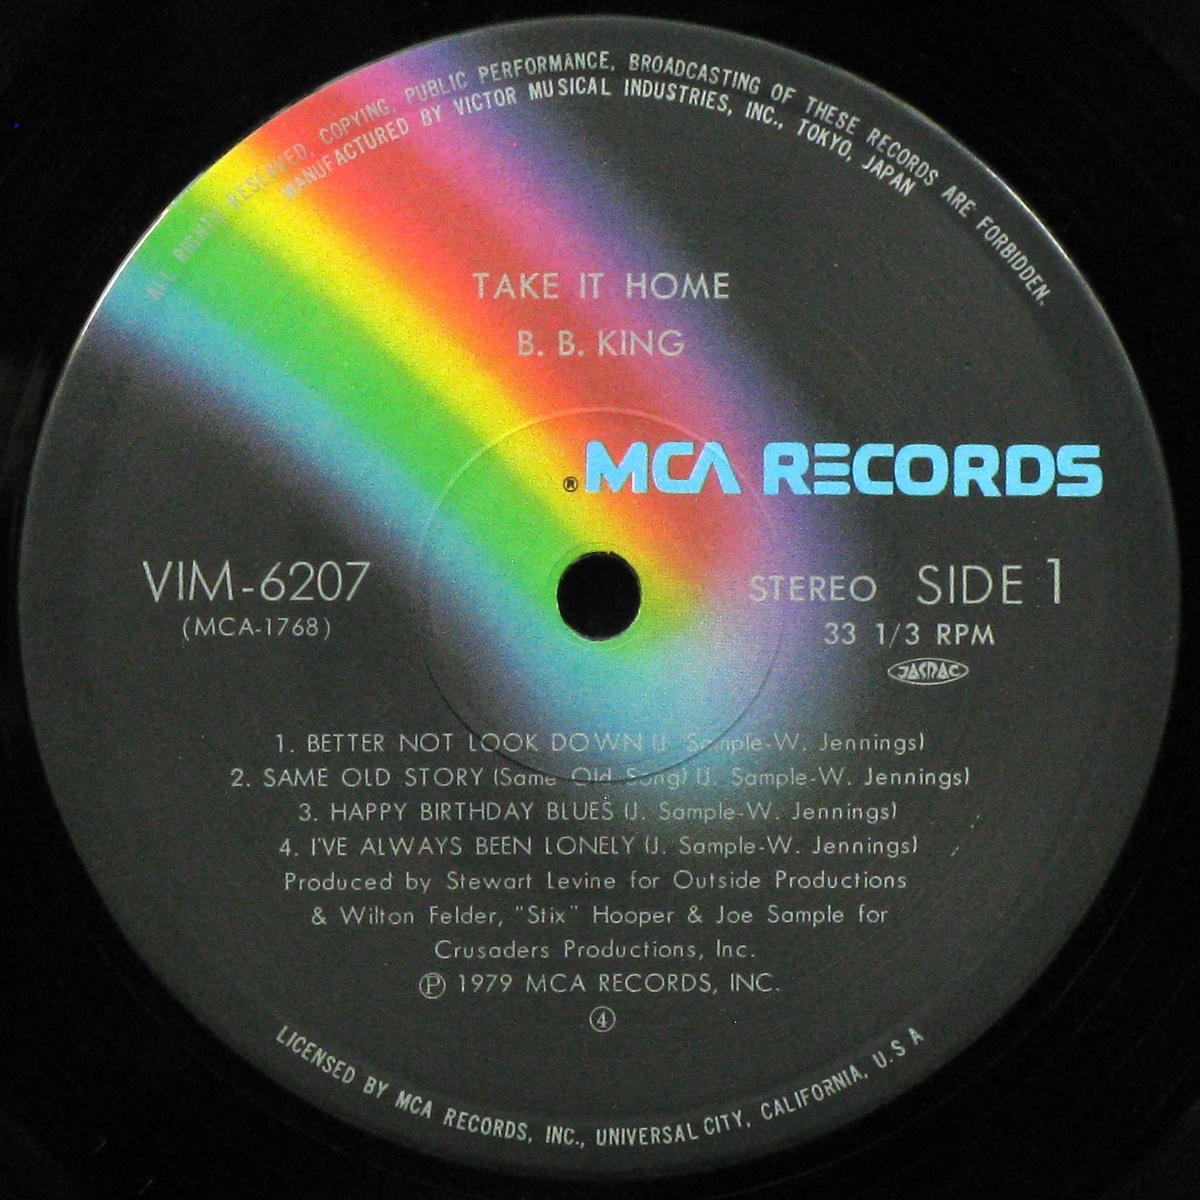 ALL RIGHTS RESERVED. COPYING, PUBLIC PERFORMANCE, BROADCASTING OF THESE RECORDS ARE FORBIDDEN.
MANUFACTURED BY VICTOR MUSICAL INDUSTRIES, INC., TOKYO, JAPAN
TAKE IT HOME
B. B. KING
® MCA RECORDS
VIM-6207
(MCA-1768)
STEREO SIDE 1
33 1/3 RPM
JASRAC
1. BETTER NOT LOOK DOWN (J. Sample-W. Jennings)
2. SAME OLD STORY (Same Old Song) (J. Sample-W. Jennings)
3. HAPPY BIRTHDAY BLUES (J. Sample-W. Jennings)
4. I'VE ALWAYS BEEN LONELY (J. Sample-W. Jennings)
Produced by Stewart Levine for Outside Productions
& Wilton Felder, "Stix" Hooper & Joe Sample for
Crusaders Productions, Inc.
℗ 1979 MCA RECORDS, INC.
④
LICENSED BY MCA RECORDS, INC., UNIVERSAL CITY, CALIFORNIA, U.S A